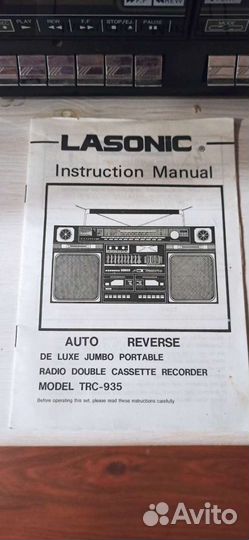 F.F REW
PLAY REW F.F STOP/EJ PAUSE
LASONIC ®
Instruction Manual
AUTO REVERSE
DE LUXE JUMBO PORTABLE
RADIO DOUBLE CASSETTE RECORDER
MODEL TRC-935
Before operating this set, please read these instructions carefully
Avito